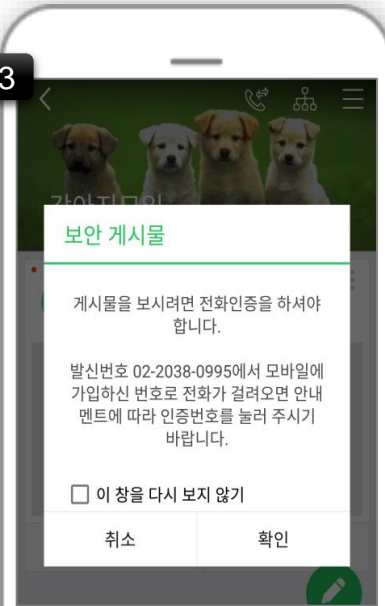 3
보안 게시물
게시물을 보시려면 전화인증을 하셔야
합니다.
발신번호 02-2038-0995에서 모바일에
가입하신 번호로 전화가 걸려오면 안내
멘트에 따라 인증번호를 눌러 주시기
바랍니다.
이 창을 다시 보지 않기
취소
확인